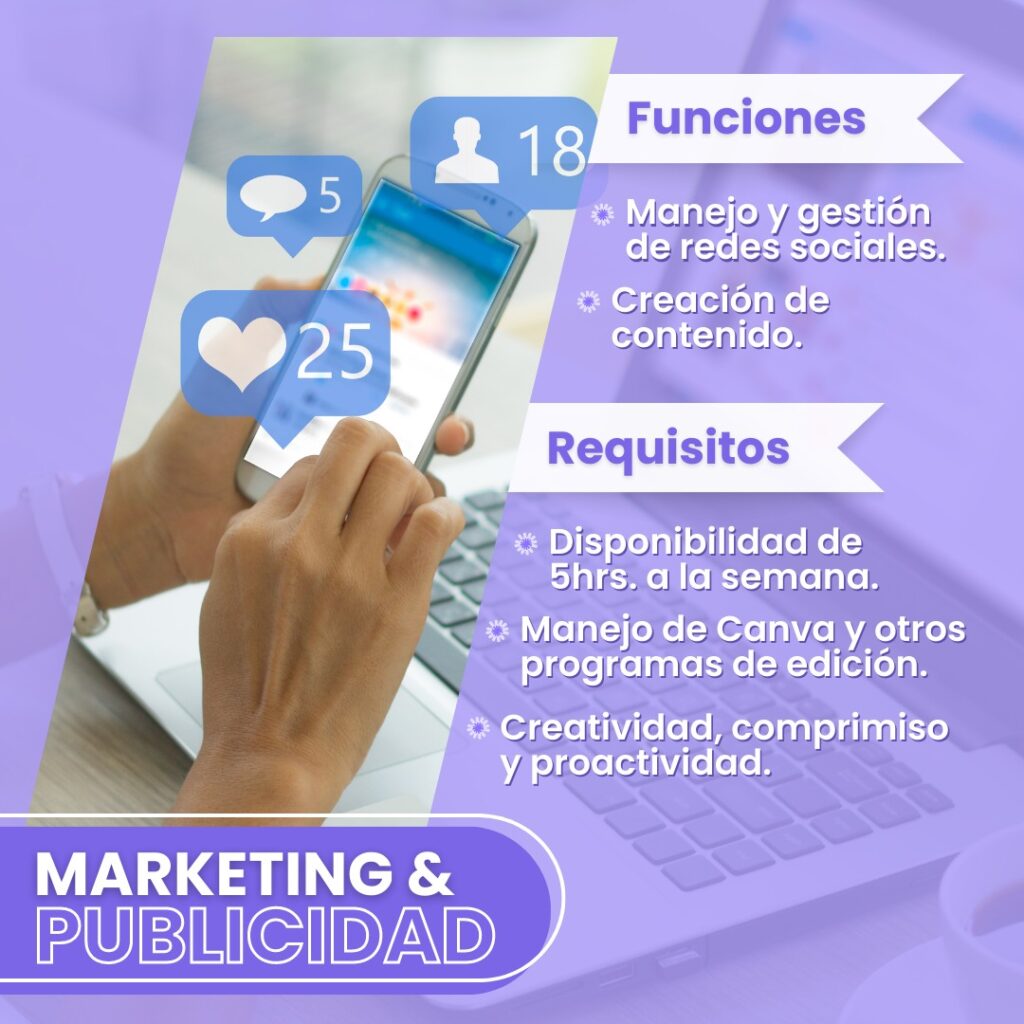 5
18
25
Funciones
Manejo y gestión
de redes sociales.
Creación de
contenido.
Requisitos
Disponibilidad de
5hrs. a la semana.
Manejo de Canva y otros
programas de edición.
Creatividad, comprimiso
y proactividad.
MARKETING &
PUBLICIDAD